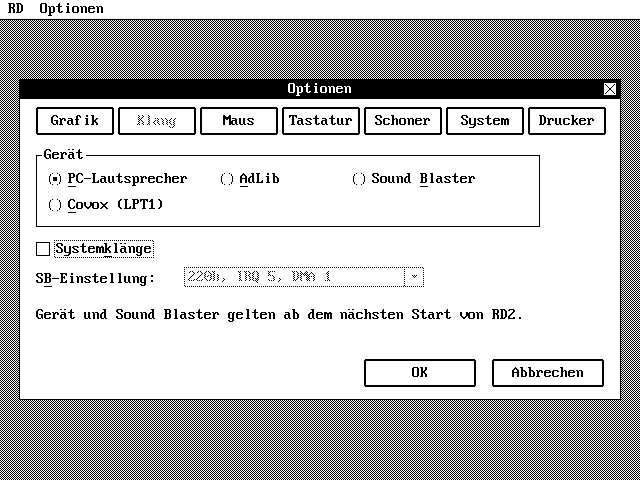 RD Optionen
Optionen
Grafik Klang Maus Tastatur Schoner System Drucker
Gerät
PC-Lautsprecher AdLib Sound Blaster
Covox (LPT1)
Systemklänge
SB-Einstellung: 220h, IRQ 5, DMA 1
Gerät und Sound Blaster gelten ab dem nächsten Start von RD2.
OK Abbrechen